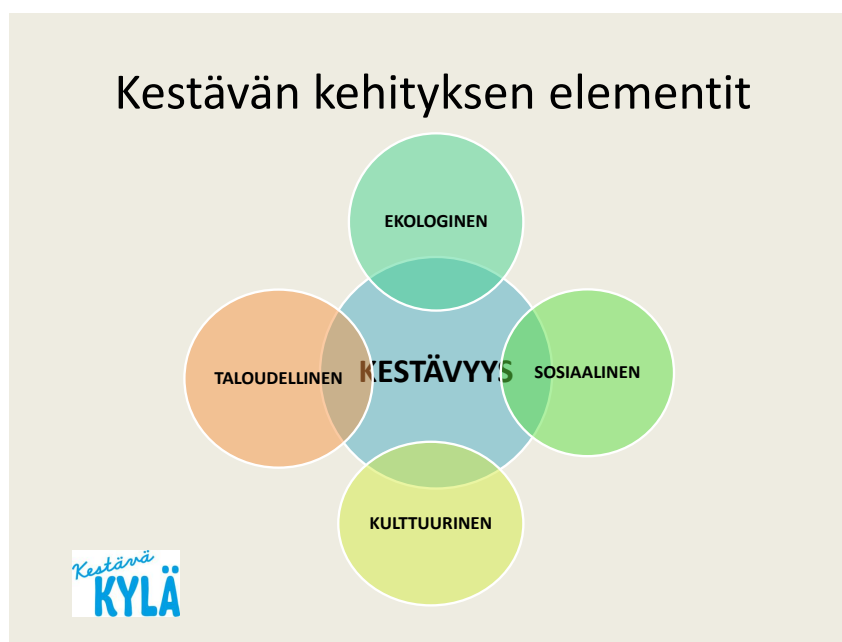 Kestävän kehityksen elementit
EKOLOGINEN
TALOUDELLINEN
KESTÄVYYS
SOSIAALINEN
KULTTUURINEN
Kestävä
KYLÄ